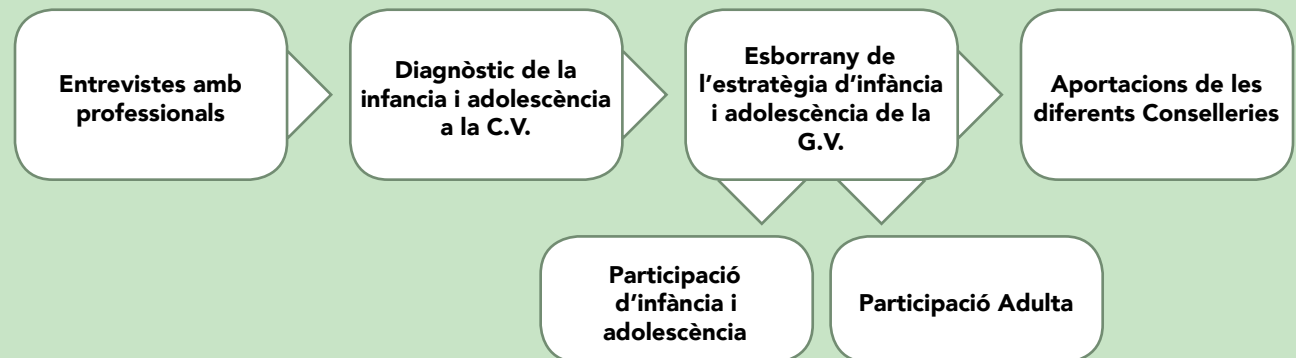 Entrevistes amb
professionals
Diagnòstic de la
infancia i adolescència
a la C.V.
Esborrany de
l'estratègia d'infància
i adolescència de la
G.V.
Aportacions de les
diferents Conselleries
Participació
d'infància i
adolescència
Participació Adulta